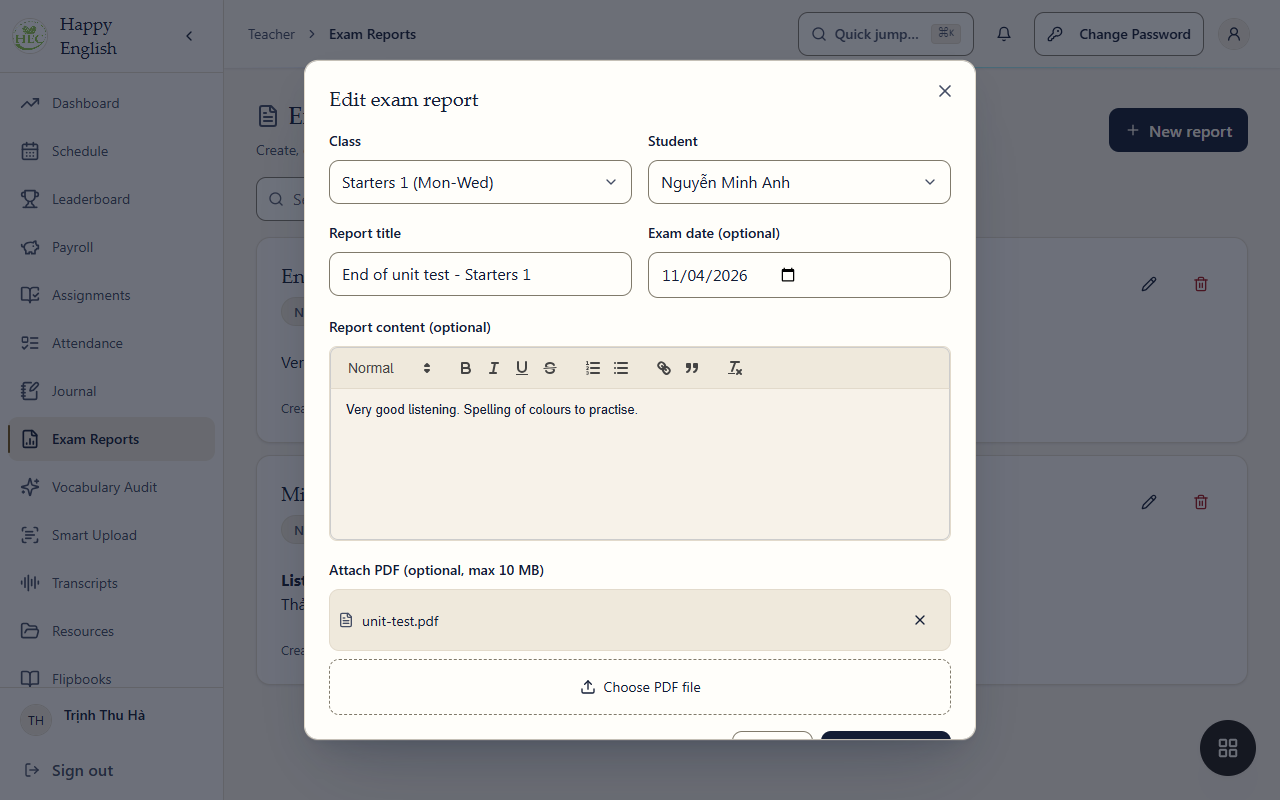 HEC
Happy
English
Teacher
Exam Reports
Quick jump...
⌘K
Change Password
Dashboard
Schedule
Leaderboard
Payroll
Assignments
Attendance
Journal
Exam Reports
Vocabulary Audit
Smart Upload
Transcripts
Resources
Flipbooks
TH
Trịnh Thu Hà
Sign out
Create,
New report
Edit exam report
Class
Student
Starters 1 (Mon-Wed)
Nguyễn Minh Anh
Report title
Exam date (optional)
End of unit test - Starters 1
11/04/2026
Report content (optional)
Normal
Very good listening. Spelling of colours to practise.
Attach PDF (optional, max 10 MB)
unit-test.pdf
Choose PDF file